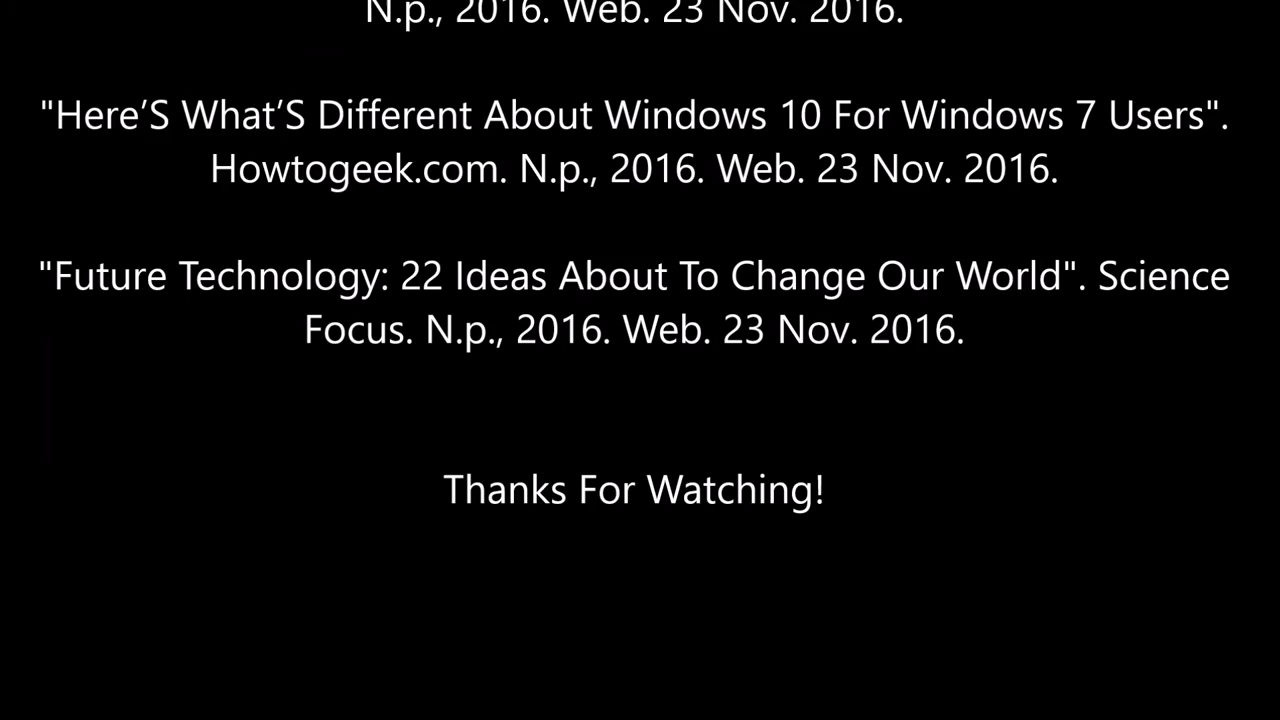 N.p., 2016. Web. 23 Nov. 2016.
"Here’S What’S Different About Windows 10 For Windows 7 Users".
Howtogeek.com. N.p., 2016. Web. 23 Nov. 2016.
"Future Technology: 22 Ideas About To Change Our World". Science
Focus. N.p., 2016. Web. 23 Nov. 2016.
Thanks For Watching!